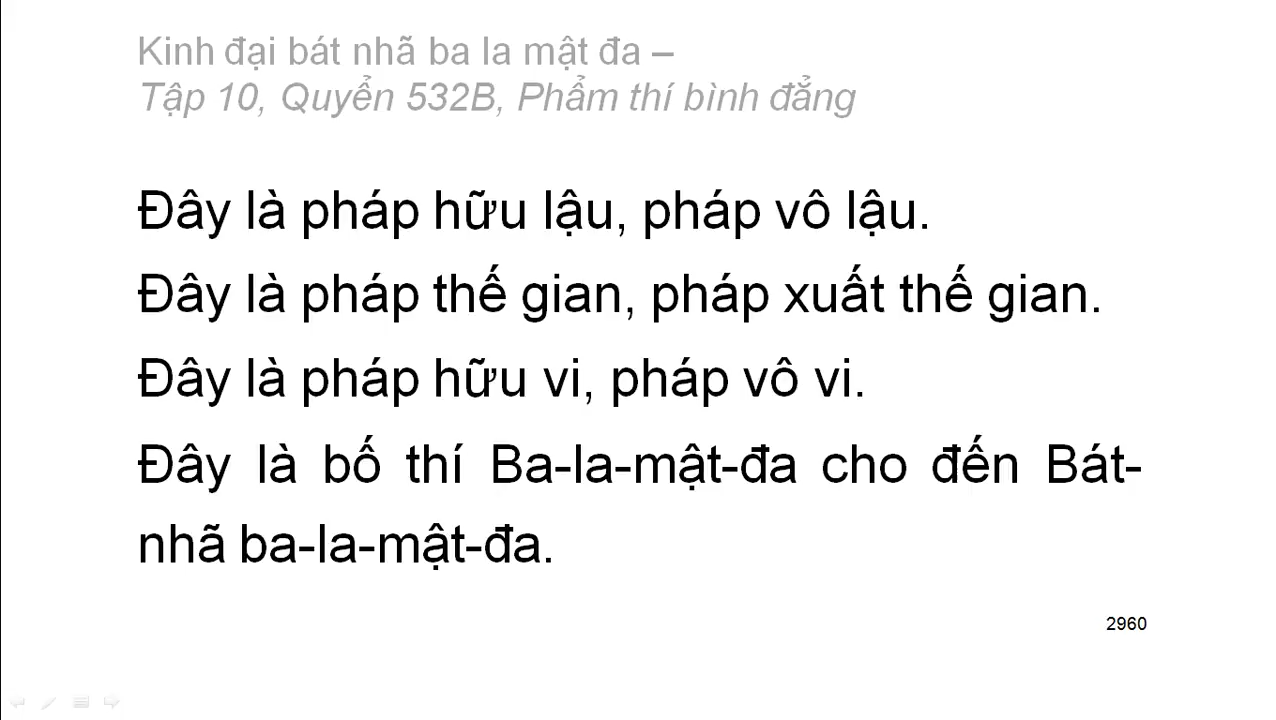 Kinh đại bát nhã ba la mật đa –
Tập 10, Quyển 532B, Phẩm thí bình đẳng
Đây là pháp hữu lậu, pháp vô lậu.
Đây là pháp thế gian, pháp xuất thế gian.
Đây là pháp hữu vi, pháp vô vi.
Đây là bố thí Ba-la-mật-đa cho đến Bát-
nhã ba-la-mật-đa.
2960